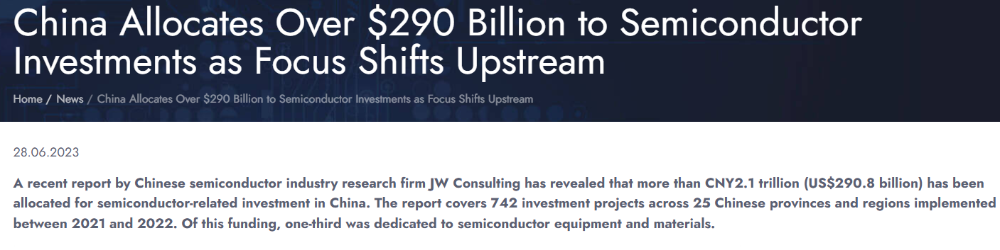 China Allocates Over $290 Billion to Semiconductor
Investments as Focus Shifts Upstream
Home / News / China Allocates Over $290 Billion to Semiconductor Investments as Focus Shifts Upstream
28.06.2023
A recent report by Chinese semiconductor industry research firm JW Consulting has revealed that more than CNY2.1 trillion (US$290.8 billion) has been
allocated for semiconductor-related investment in China. The report covers 742 investment projects across 25 Chinese provinces and regions implemented
between 2021 and 2022. Of this funding, one-third was dedicated to semiconductor equipment and materials.